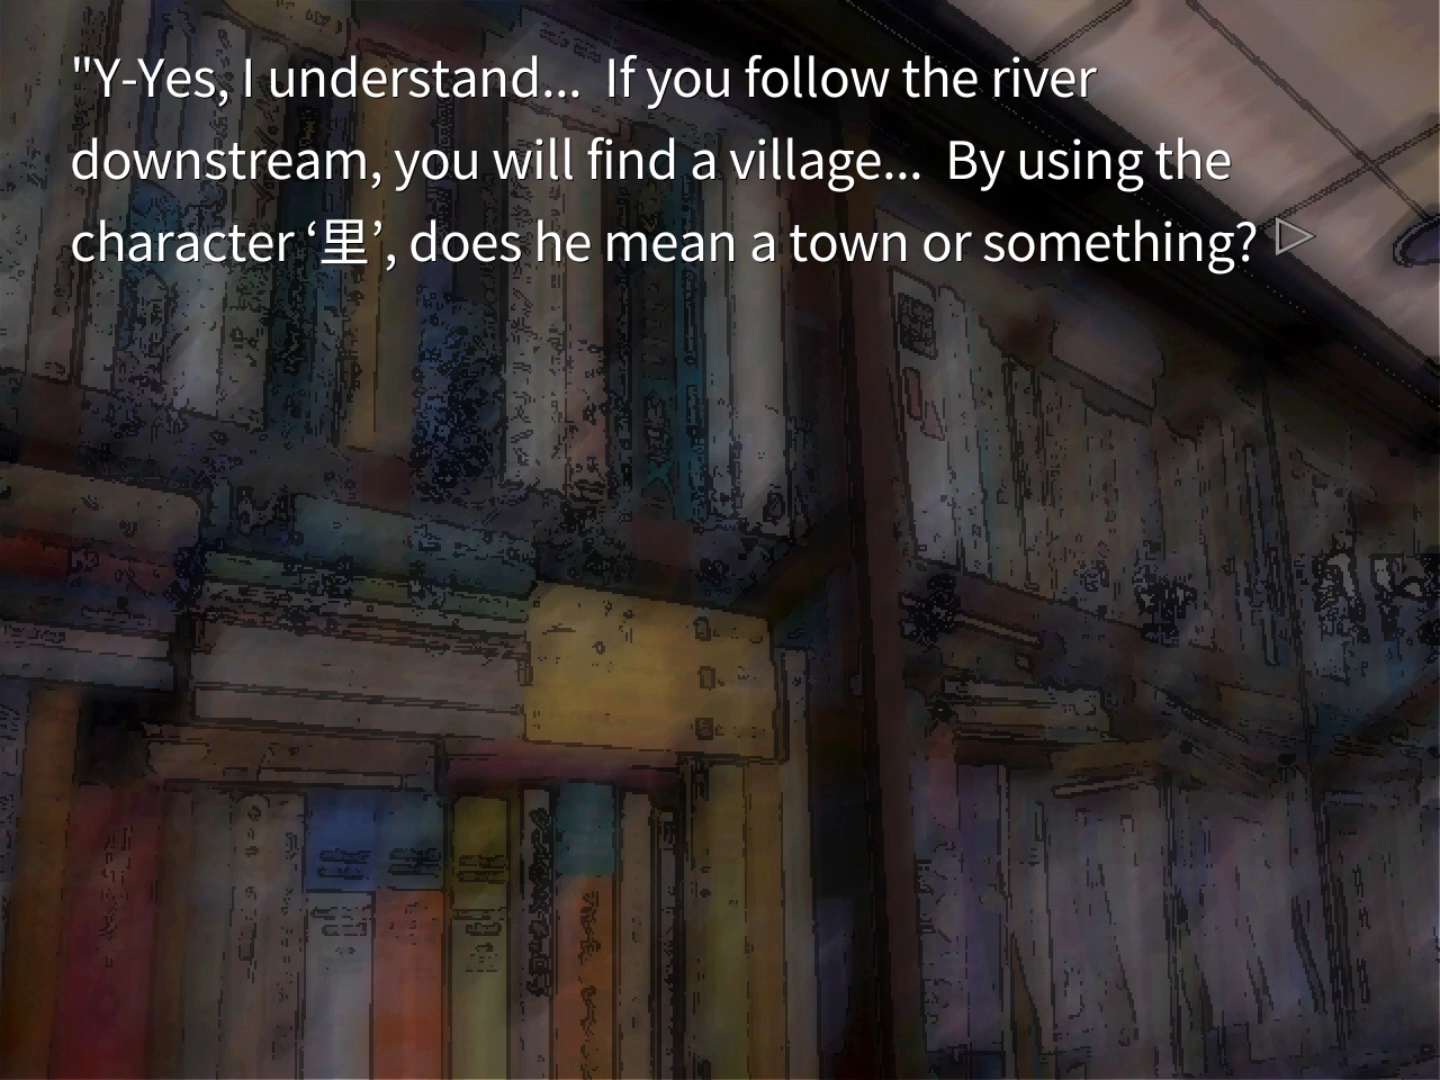 "Y-Yes, I understand...  If you follow the river
downstream, you will find a village...  By using the
character ‘里’, does he mean a town or something?